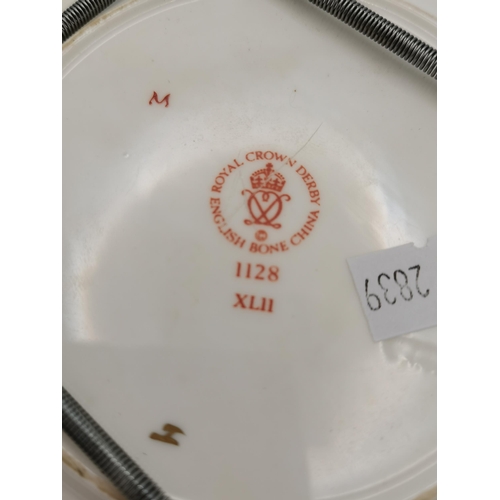 M
ROYAL CROWN DERBY
ENGLISH BONE CHINA
©
1128
XLII
2839